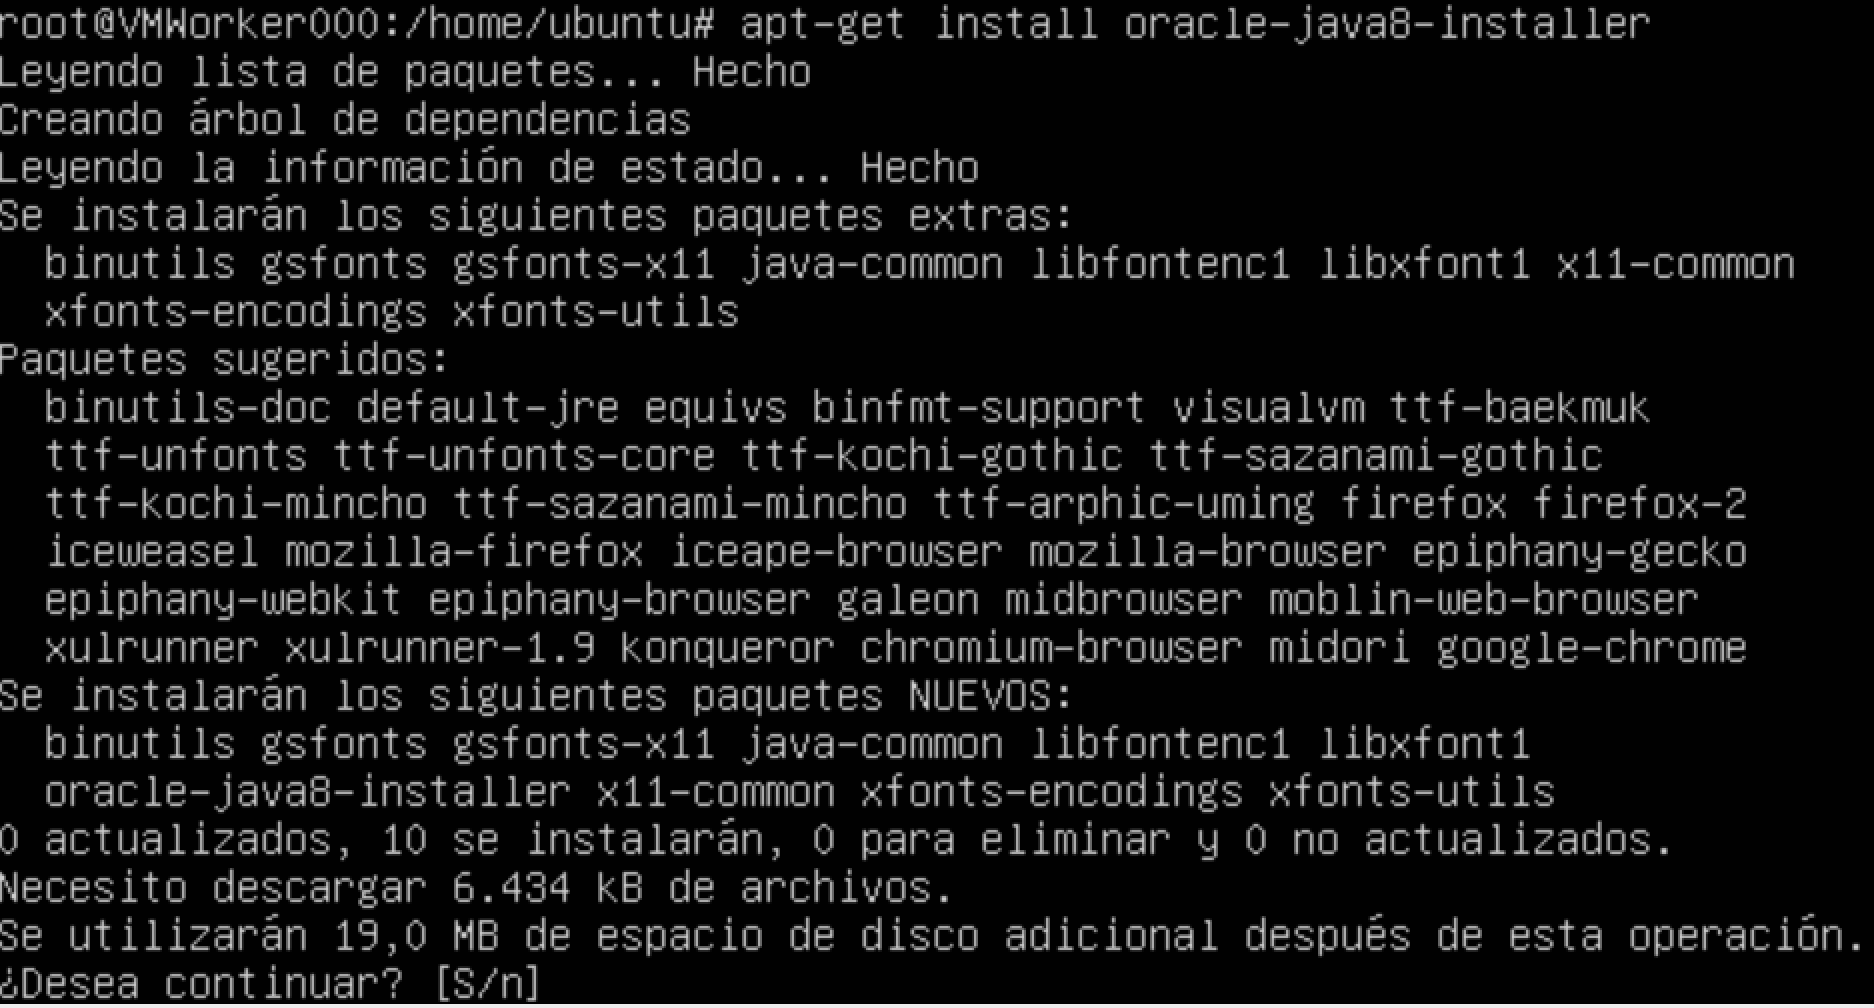 root@VMWorker000:/home/ubuntu# apt-get install oracle-java8-installer
Leyendo lista de paquetes... Hecho
Creando árbol de dependencias
Leyendo la información de estado... Hecho
Se instalarán los siguientes paquetes extras:
  binutils gsfonts gsfonts-x11 java-common libfontenc1 libxfont1 x11-common
  xfonts-encodings xfonts-utils
Paquetes sugeridos:
  binutils-doc default-jre equivs binfmt-support visualvm ttf-baekmuk
  ttf-unfonts ttf-unfonts-core ttf-kochi-gothic ttf-sazanami-gothic
  ttf-kochi-mincho ttf-sazanami-mincho ttf-arphic-uming firefox firefox-2
  iceweasel mozilla-firefox iceape-browser mozilla-browser epiphany-gecko
  epiphany-webkit epiphany-browser galeon midbrowser moblin-web-browser
  xulrunner xulrunner-1.9 konqueror chromium-browser midori google-chrome
Se instalarán los siguientes paquetes NUEVOS:
  binutils gsfonts gsfonts-x11 java-common libfontenc1 libxfont1
  oracle-java8-installer x11-common xfonts-encodings xfonts-utils
0 actualizados, 10 se instalarán, 0 para eliminar y 0 no actualizados.
Necesito descargar 6.434 kB de archivos.
Se utilizarán 19,0 MB de espacio de disco adicional después de esta operación.
¿Desea continuar? [S/n]